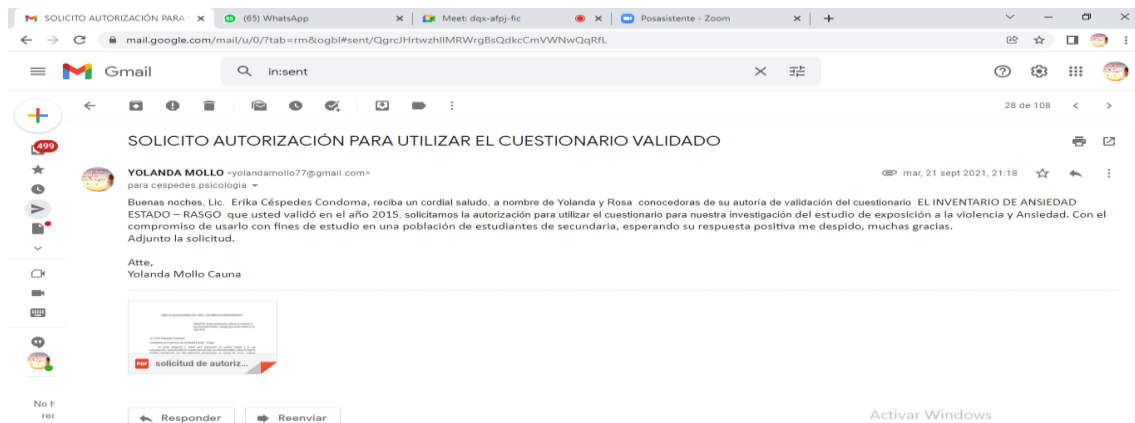 SOLICITO AUTORIZACIÓN PARA
(65) WhatsApp
Meet: dqx-afpj-fic
Posasistente - Zoom
mail.google.com/mail/u/0/?tab=rm&ogbl#sent/QgrcJHrtwzhllMRWrgBsQdkcCmVWNwQqRfL
Gmail
in:sent
28 de 108
499
SOLICITO AUTORIZACIÓN PARA UTILIZAR EL CUESTIONARIO VALIDADO
YOLANDA MOLLO <yolandamollo77@gmail.com>
mar, 21 sept 2021, 21:18
para cespedes.psicologia
Buenas noches, Lic. Erika Céspedes Condoma, reciba un cordial saludo, a nombre de Yolanda y Rosa conocedoras de su autoría de validación del cuestionario EL INVENTARIO DE ANSIEDAD
ESTADO – RASGO que usted validó en el año 2015, solicitamos la autorización para utilizar el cuestionario para nuestra investigación del estudio de exposición a la violencia y Ansiedad. Con el
compromiso de usarlo con fines de estudio en una población de estudiantes de secundaria, esperando su respuesta positiva me despido, muchas gracias.
Adjunto la solicitud.
Atte,
Yolanda Mollo Cauna
PDF solicitud de autoriz...
No h
rec
Responder
Reenviar
Activar Windows